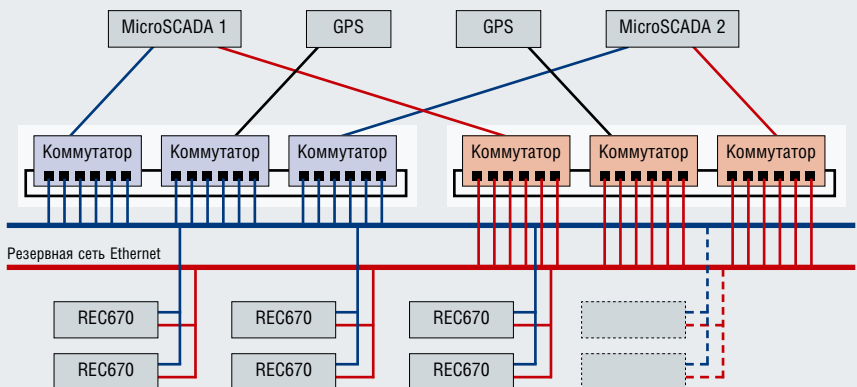 MicroSCADA 1
GPS
GPS
MicroSCADA 2
Коммутатор
Коммутатор
Коммутатор
Коммутатор
Коммутатор
Коммутатор
Резервная сеть Ethernet
REC670
REC670
REC670
REC670
REC670
REC670